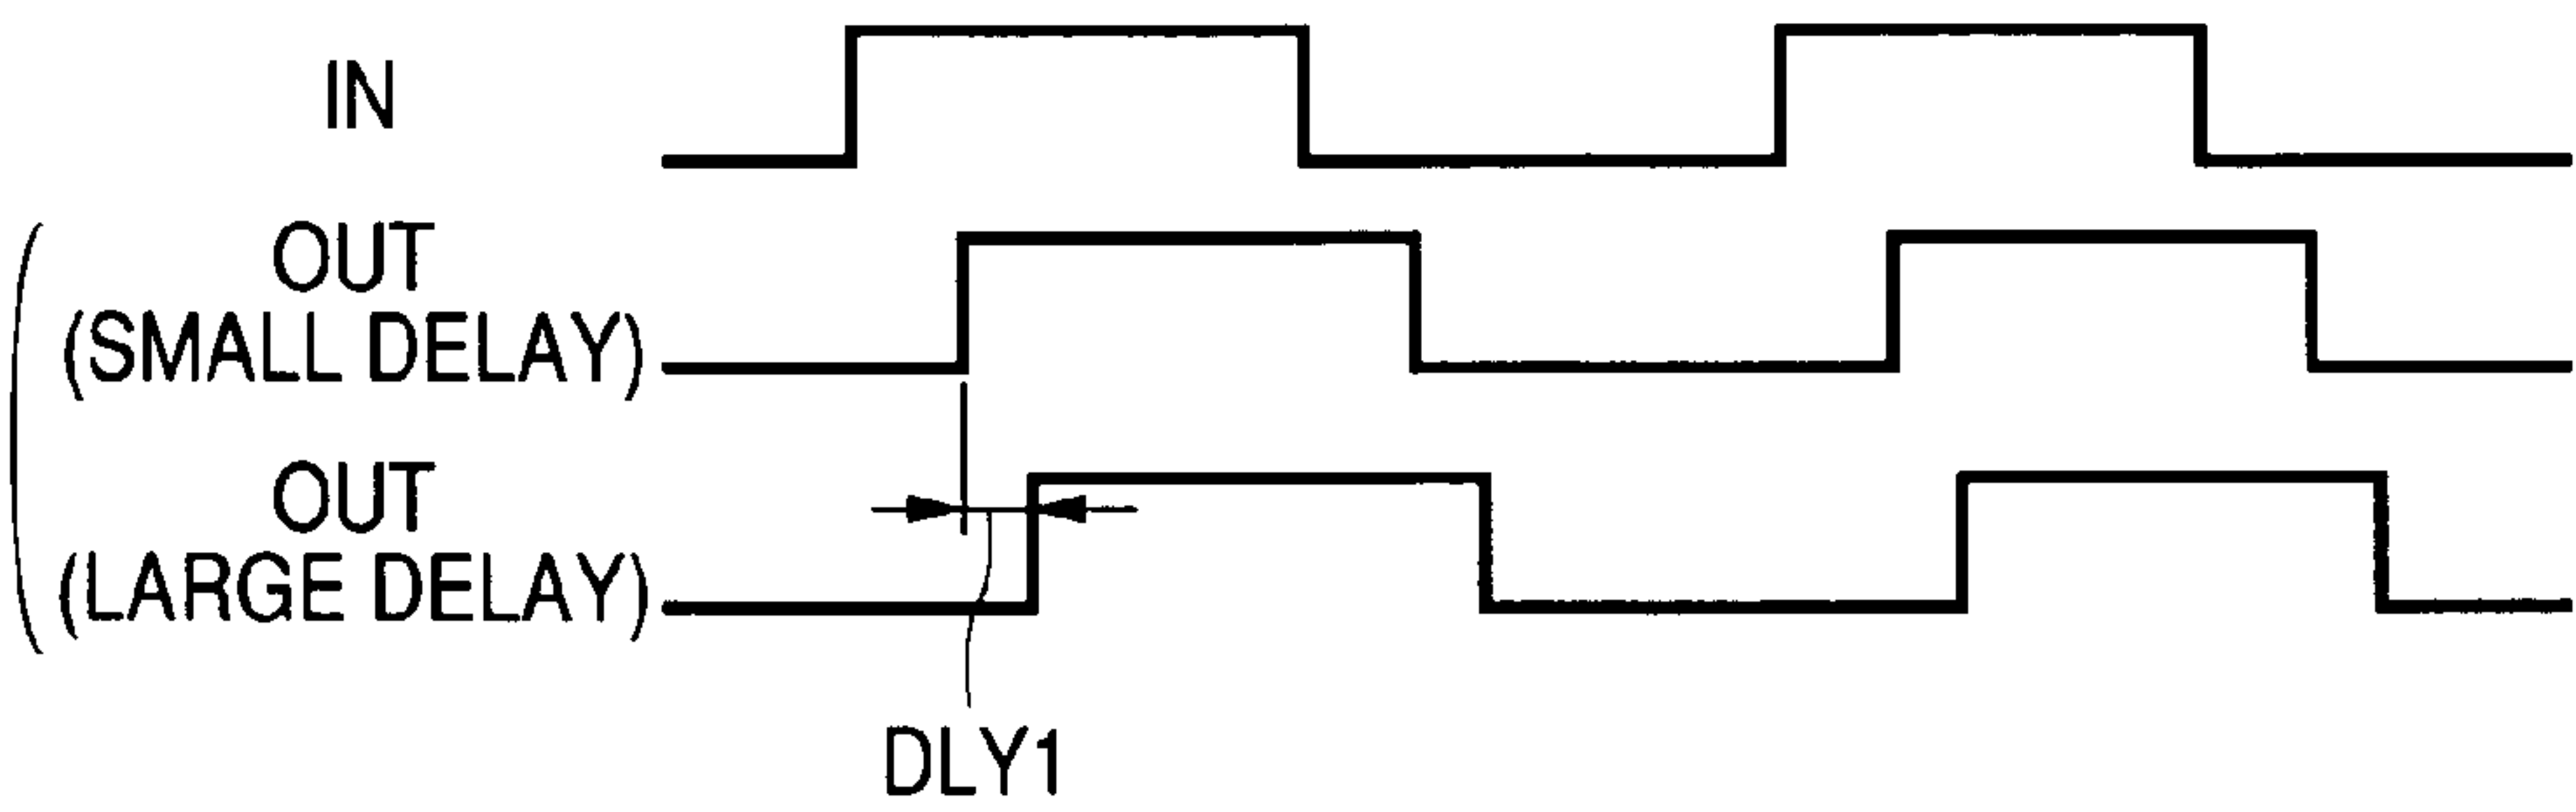 IN
OUT
(SMALL DELAY)
OUT
(LARGE DELAY)
DLY1